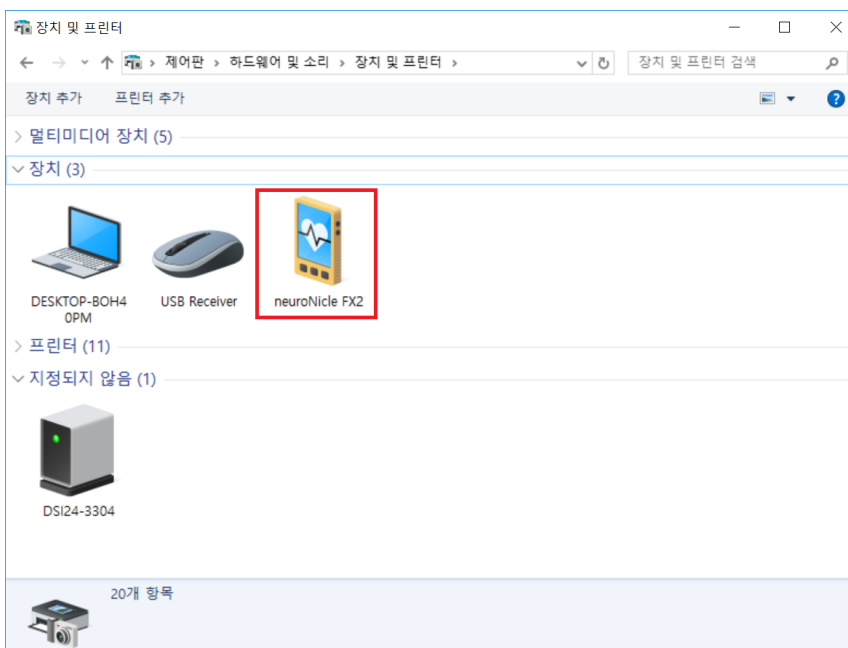 장치 및 프린터
제어판 › 하드웨어 및 소리 › 장치 및 프린터 ›
장치 및 프린터 검색
장치 추가 프린터 추가
멀티미디어 장치 (5)
장치 (3)
DESKTOP-BOH4
0PM
USB Receiver
neuroNicle FX2
프린터 (11)
지정되지 않음 (1)
DSI24-3304
20개 항목